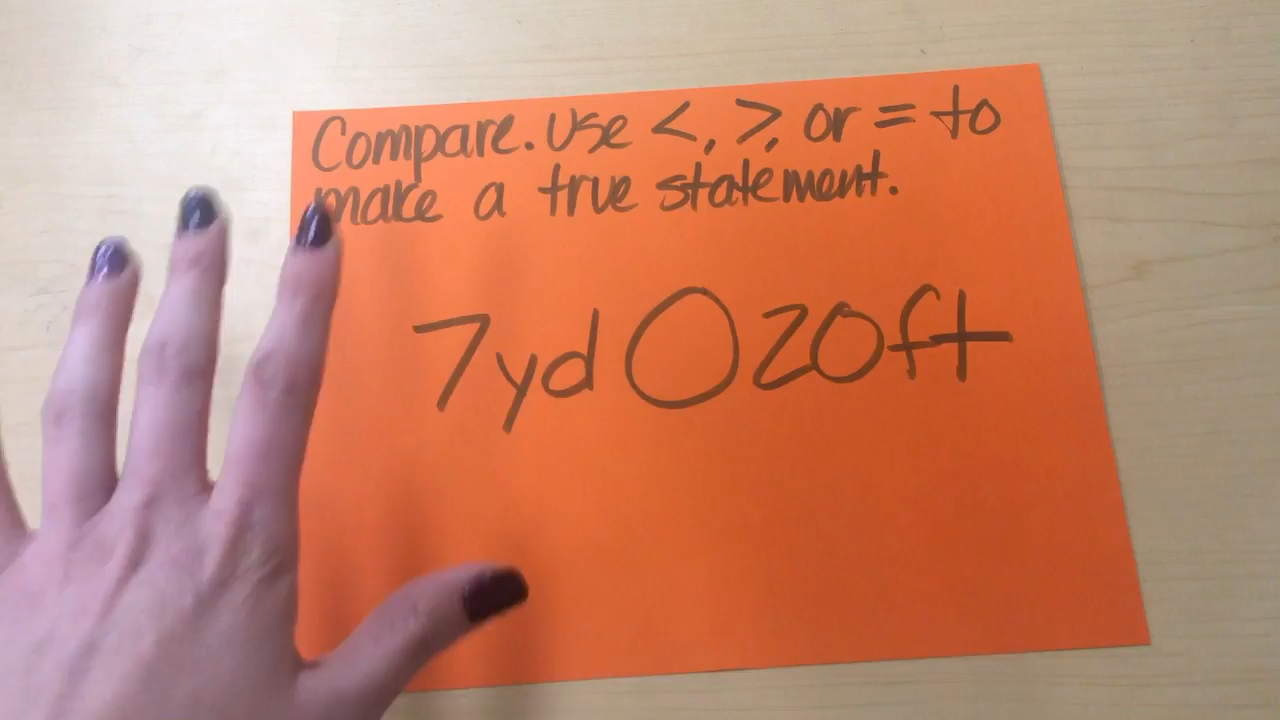 Compare. Use <, >, or = to
make a true statement.
7yd ◯ 20ft